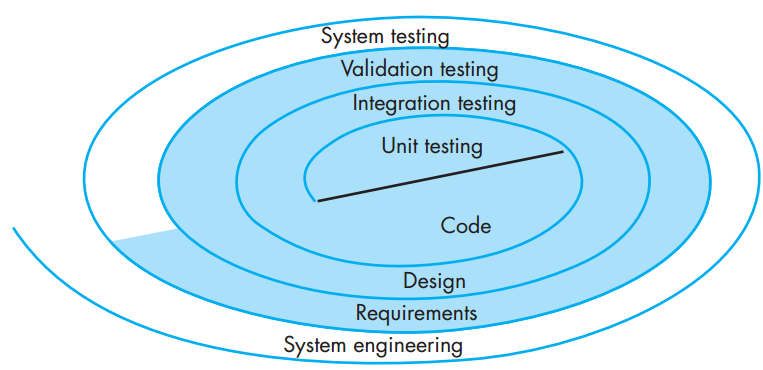 System testing
Validation testing
Integration testing
Unit testing
Code
Design
Requirements
System engineering